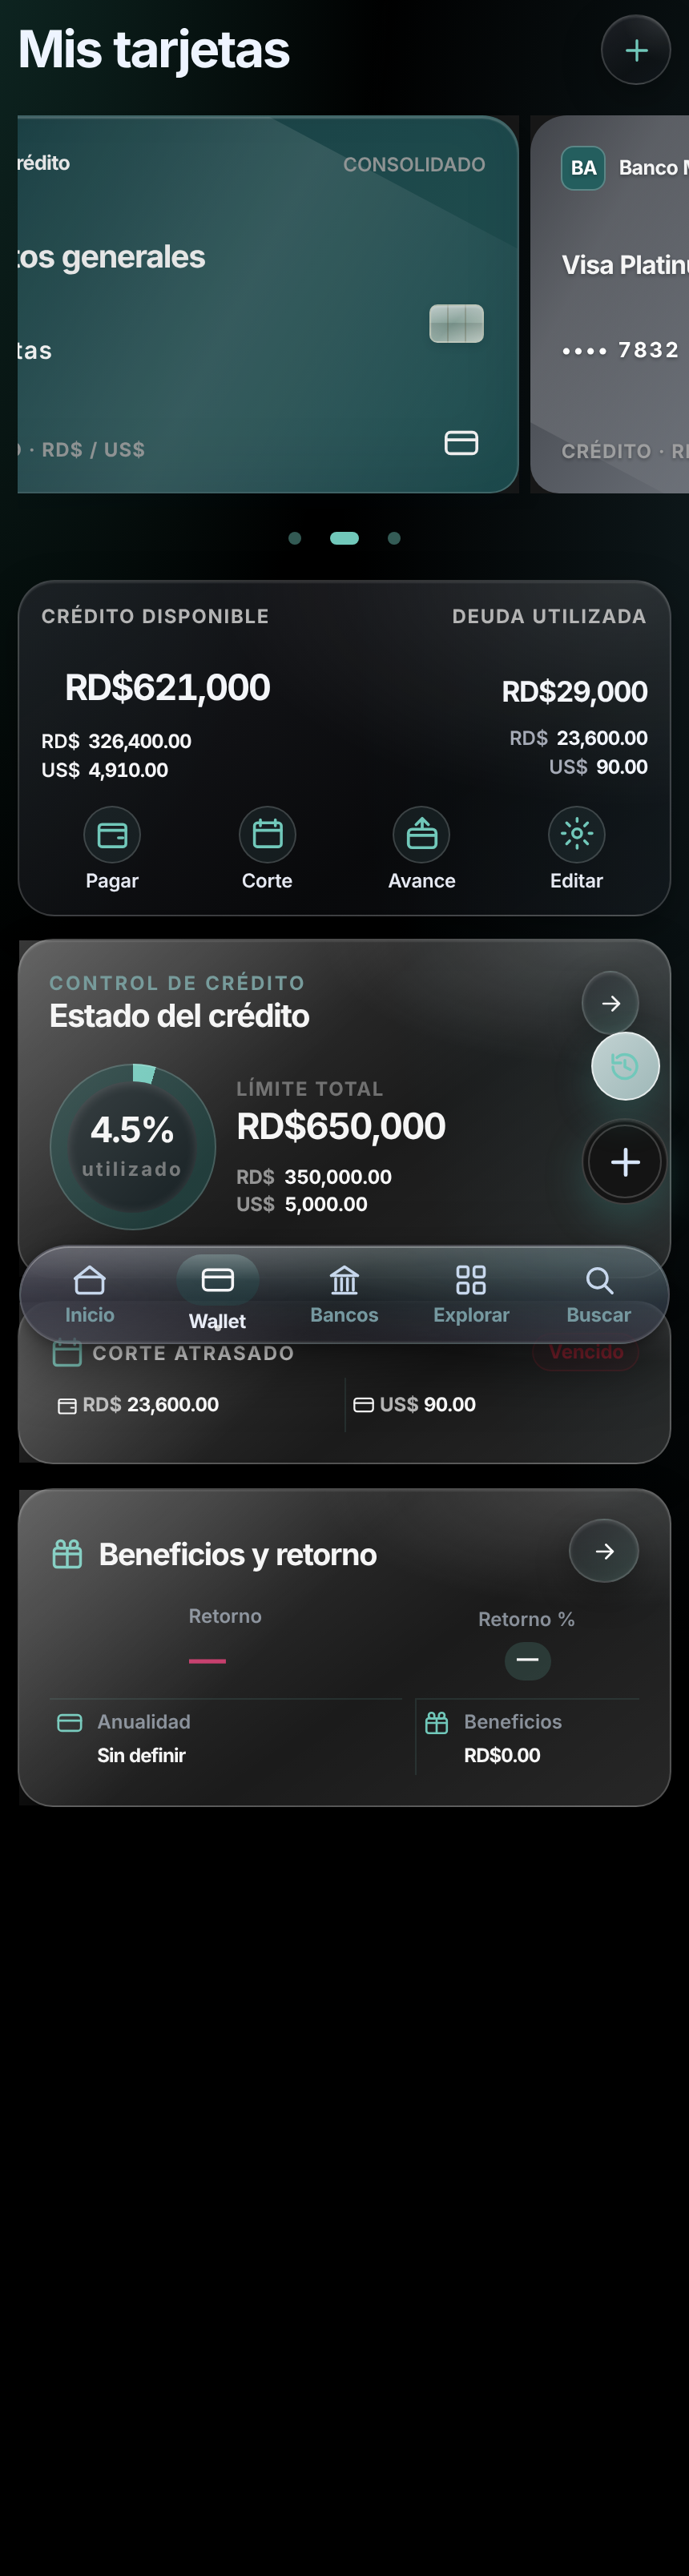 Mis tarjetas
rédito
CONSOLIDADO
tos generales
tas
· RD$ / US$
BA
Banco
Visa Platin
•••• 7832
CRÉDITO ·
CRÉDITO DISPONIBLE
DEUDA UTILIZADA
RD$621,000
RD$29,000
RD$ 326,400.00
RD$ 23,600.00
US$ 4,910.00
US$ 90.00
Pagar
Corte
Avance
Editar
CONTROL DE CRÉDITO
Estado del crédito
4.5%
utilizado
LÍMITE TOTAL
RD$650,000
RD$ 350,000.00
US$ 5,000.00
Inicio
Wallet
Bancos
Explorar
Buscar
CORTE ATRASADO
Vencido
RD$ 23,600.00
US$ 90.00
Beneficios y retorno
Retorno
Retorno %
—
—
Anualidad
Sin definir
Beneficios
RD$0.00